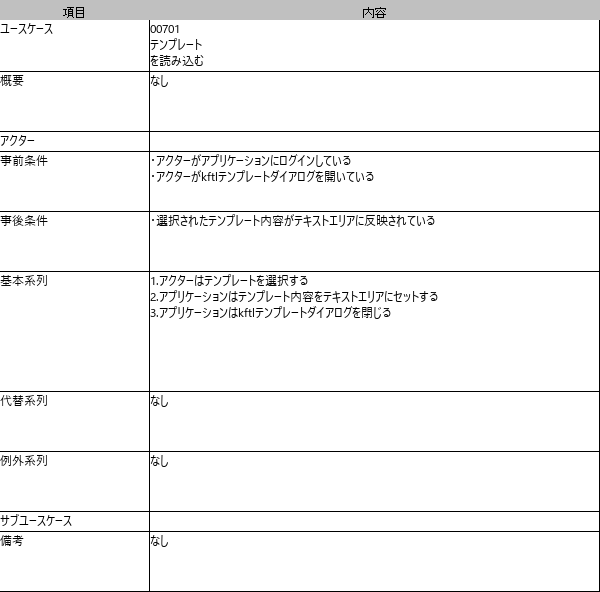 項目 内容
ユースケース 00701
テンプレート
を読み込む
概要 なし
アクター
事前条件 ・アクターがアプリケーションにログインしている
・アクターがkftlテンプレートダイアログを開いている
事後条件 ・選択されたテンプレート内容がテキストエリアに反映されている
基本系列 1.アクターはテンプレートを選択する
2.アプリケーションはテンプレート内容をテキストエリアにセットする
3.アプリケーションはkftlテンプレートダイアログを閉じる
代替系列 なし
例外系列 なし
サブユースケース
備考 なし